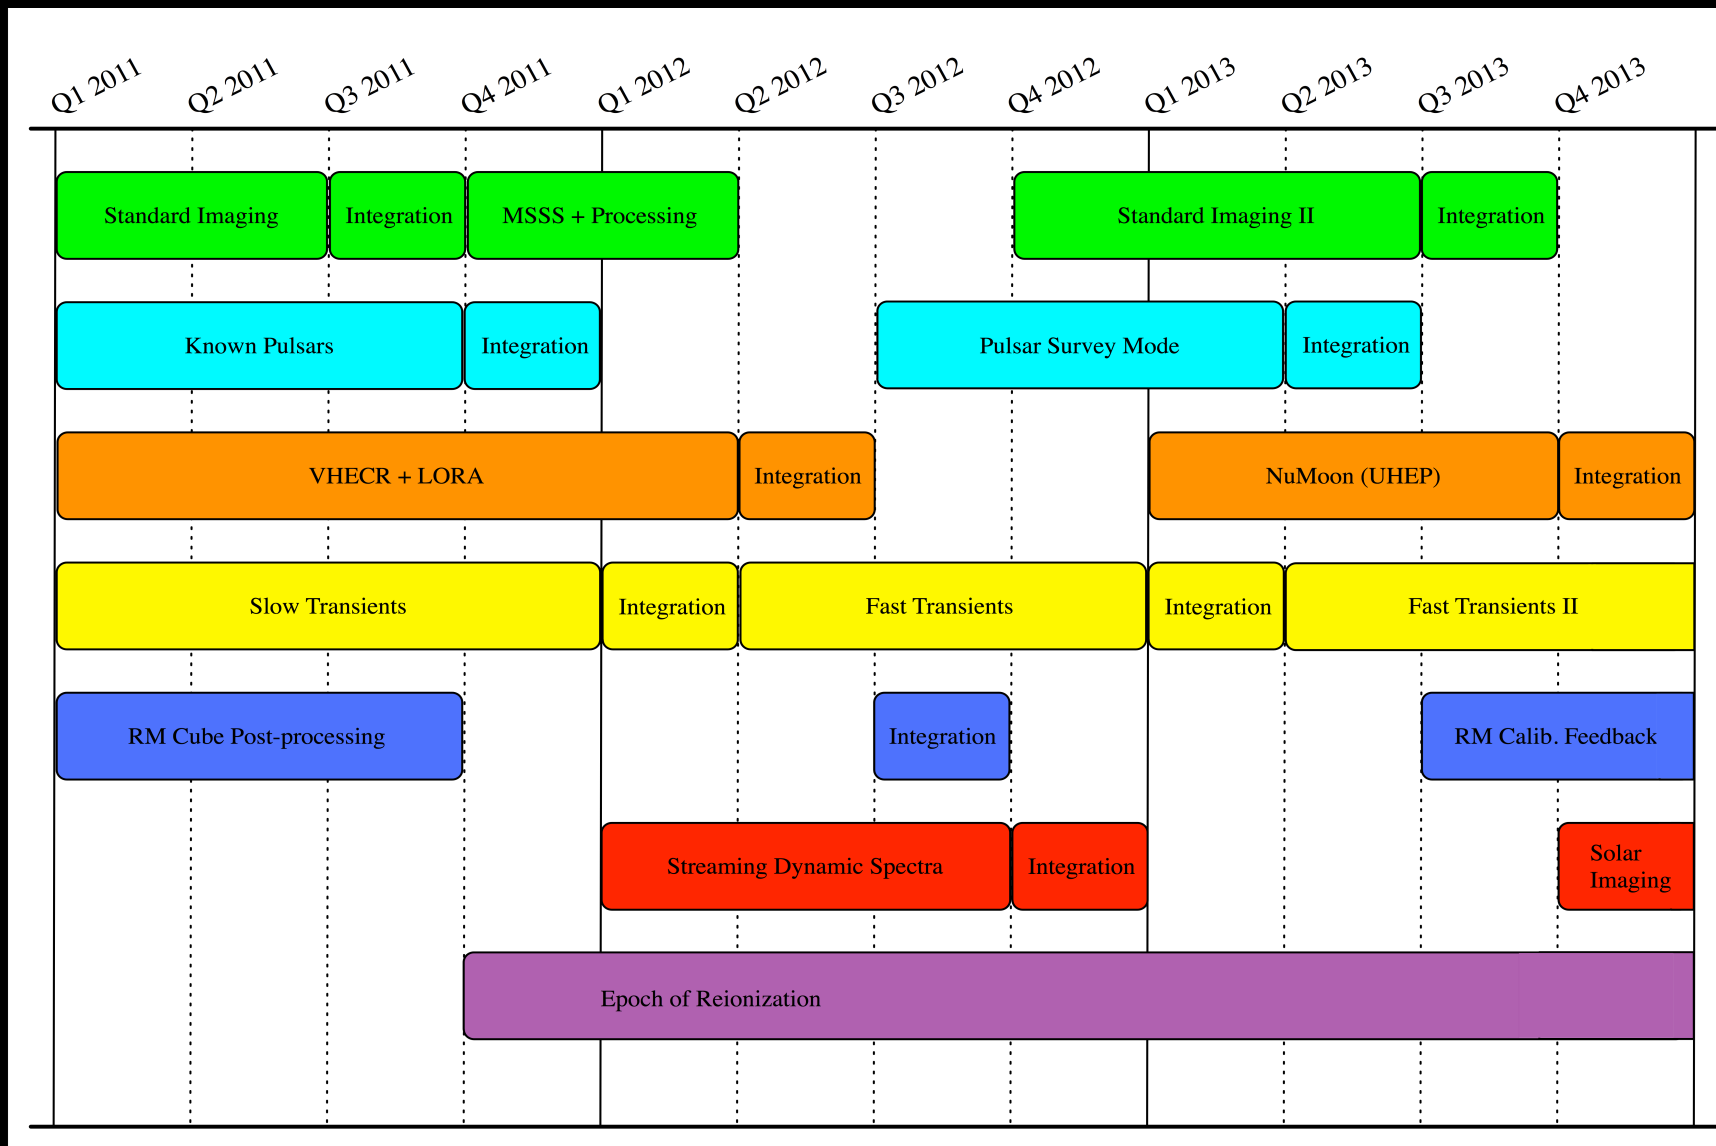 Q1 2011
Q2 2011
Q3 2011
Q4 2011
Q1 2012
Q2 2012
Q3 2012
Q4 2012
Q1 2013
Q2 2013
Q3 2013
Q4 2013
Standard Imaging
Integration
MSSS + Processing
Standard Imaging II
Integration
Known Pulsars
Integration
Pulsar Survey Mode
Integration
VHECR + LORA
Integration
NuMoon (UHEP)
Integration
Slow Transients
Integration
Fast Transients
Integration
Fast Transients II
RM Cube Post-processing
Integration
RM Calib. Feedback
Streaming Dynamic Spectra
Integration
Solar
Imaging
Epoch of Reionization